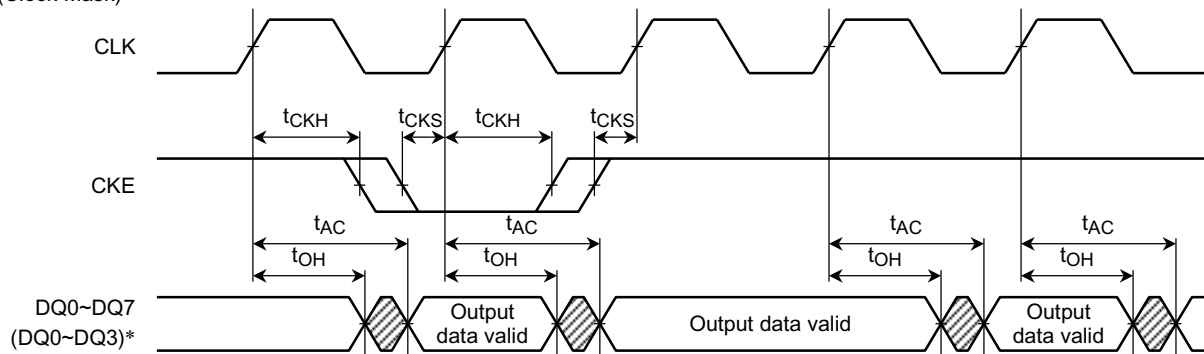 (Clock Mask)
CLK
tCKH tCKS tCKH tCKS
CKE
tAC tAC tAC tAC
tOH tOH tOH tOH
DQ0~DQ7
(DQ0~DQ3)*
Output
data valid
Output data valid
Output
data valid